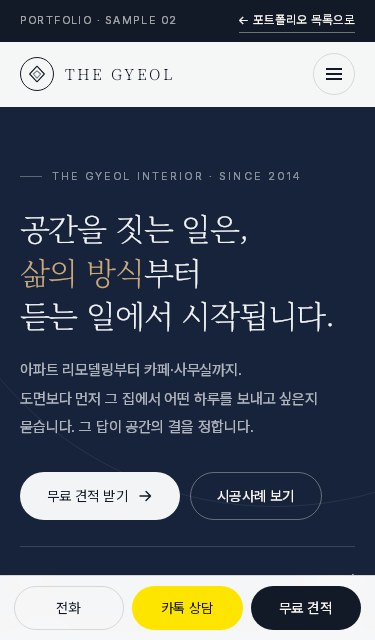 PORTFOLIO · SAMPLE 02
← 포트폴리오 목록으로
THE GYEOL
THE GYEOL INTERIOR · SINCE 2014
공간을 짓는 일은,
삶의 방식부터
듣는 일에서 시작됩니다.
아파트 리모델링부터 카페·사무실까지.
도면보다 먼저 그 집에서 어떤 하루를 보내고 싶은지
묻습니다. 그 답이 공간의 결을 정합니다.
무료 견적 받기 →
시공사례 보기
전화
카톡 상담
무료 견적